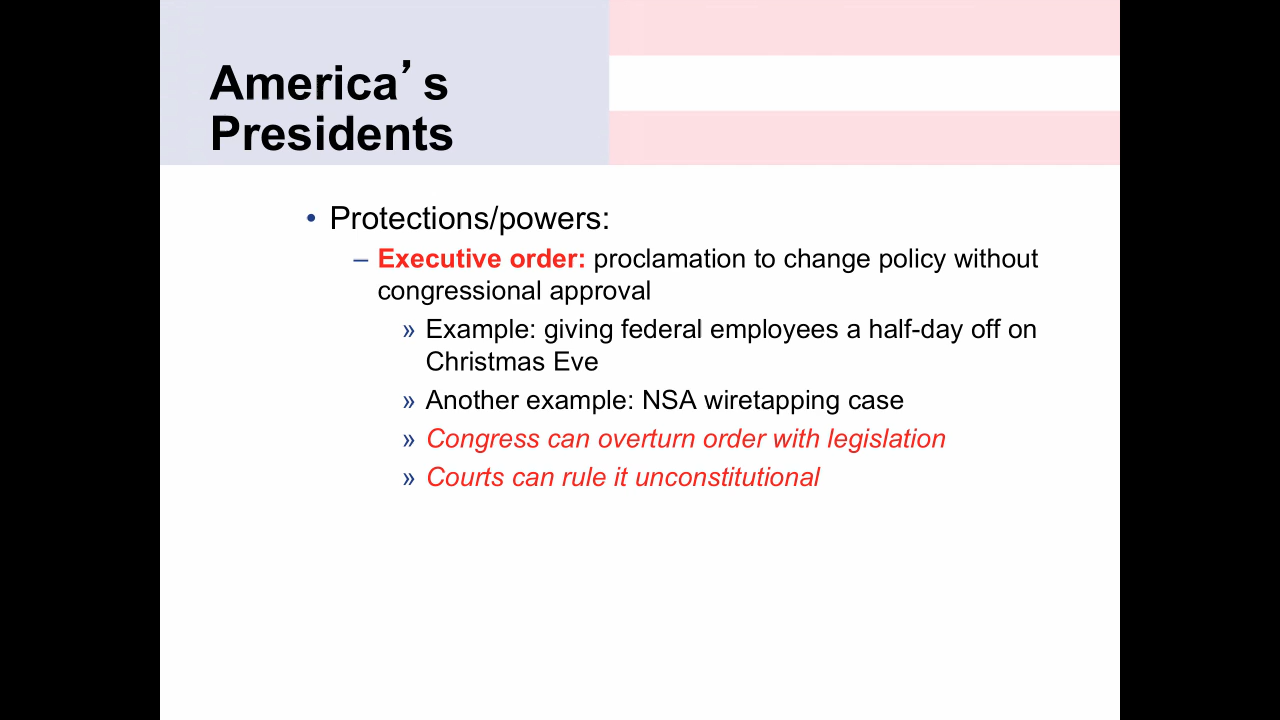 America’s
Presidents
• Protections/powers:
– Executive order: proclamation to change policy without
congressional approval
» Example: giving federal employees a half-day off on
Christmas Eve
» Another example: NSA wiretapping case
» Congress can overturn order with legislation
» Courts can rule it unconstitutional